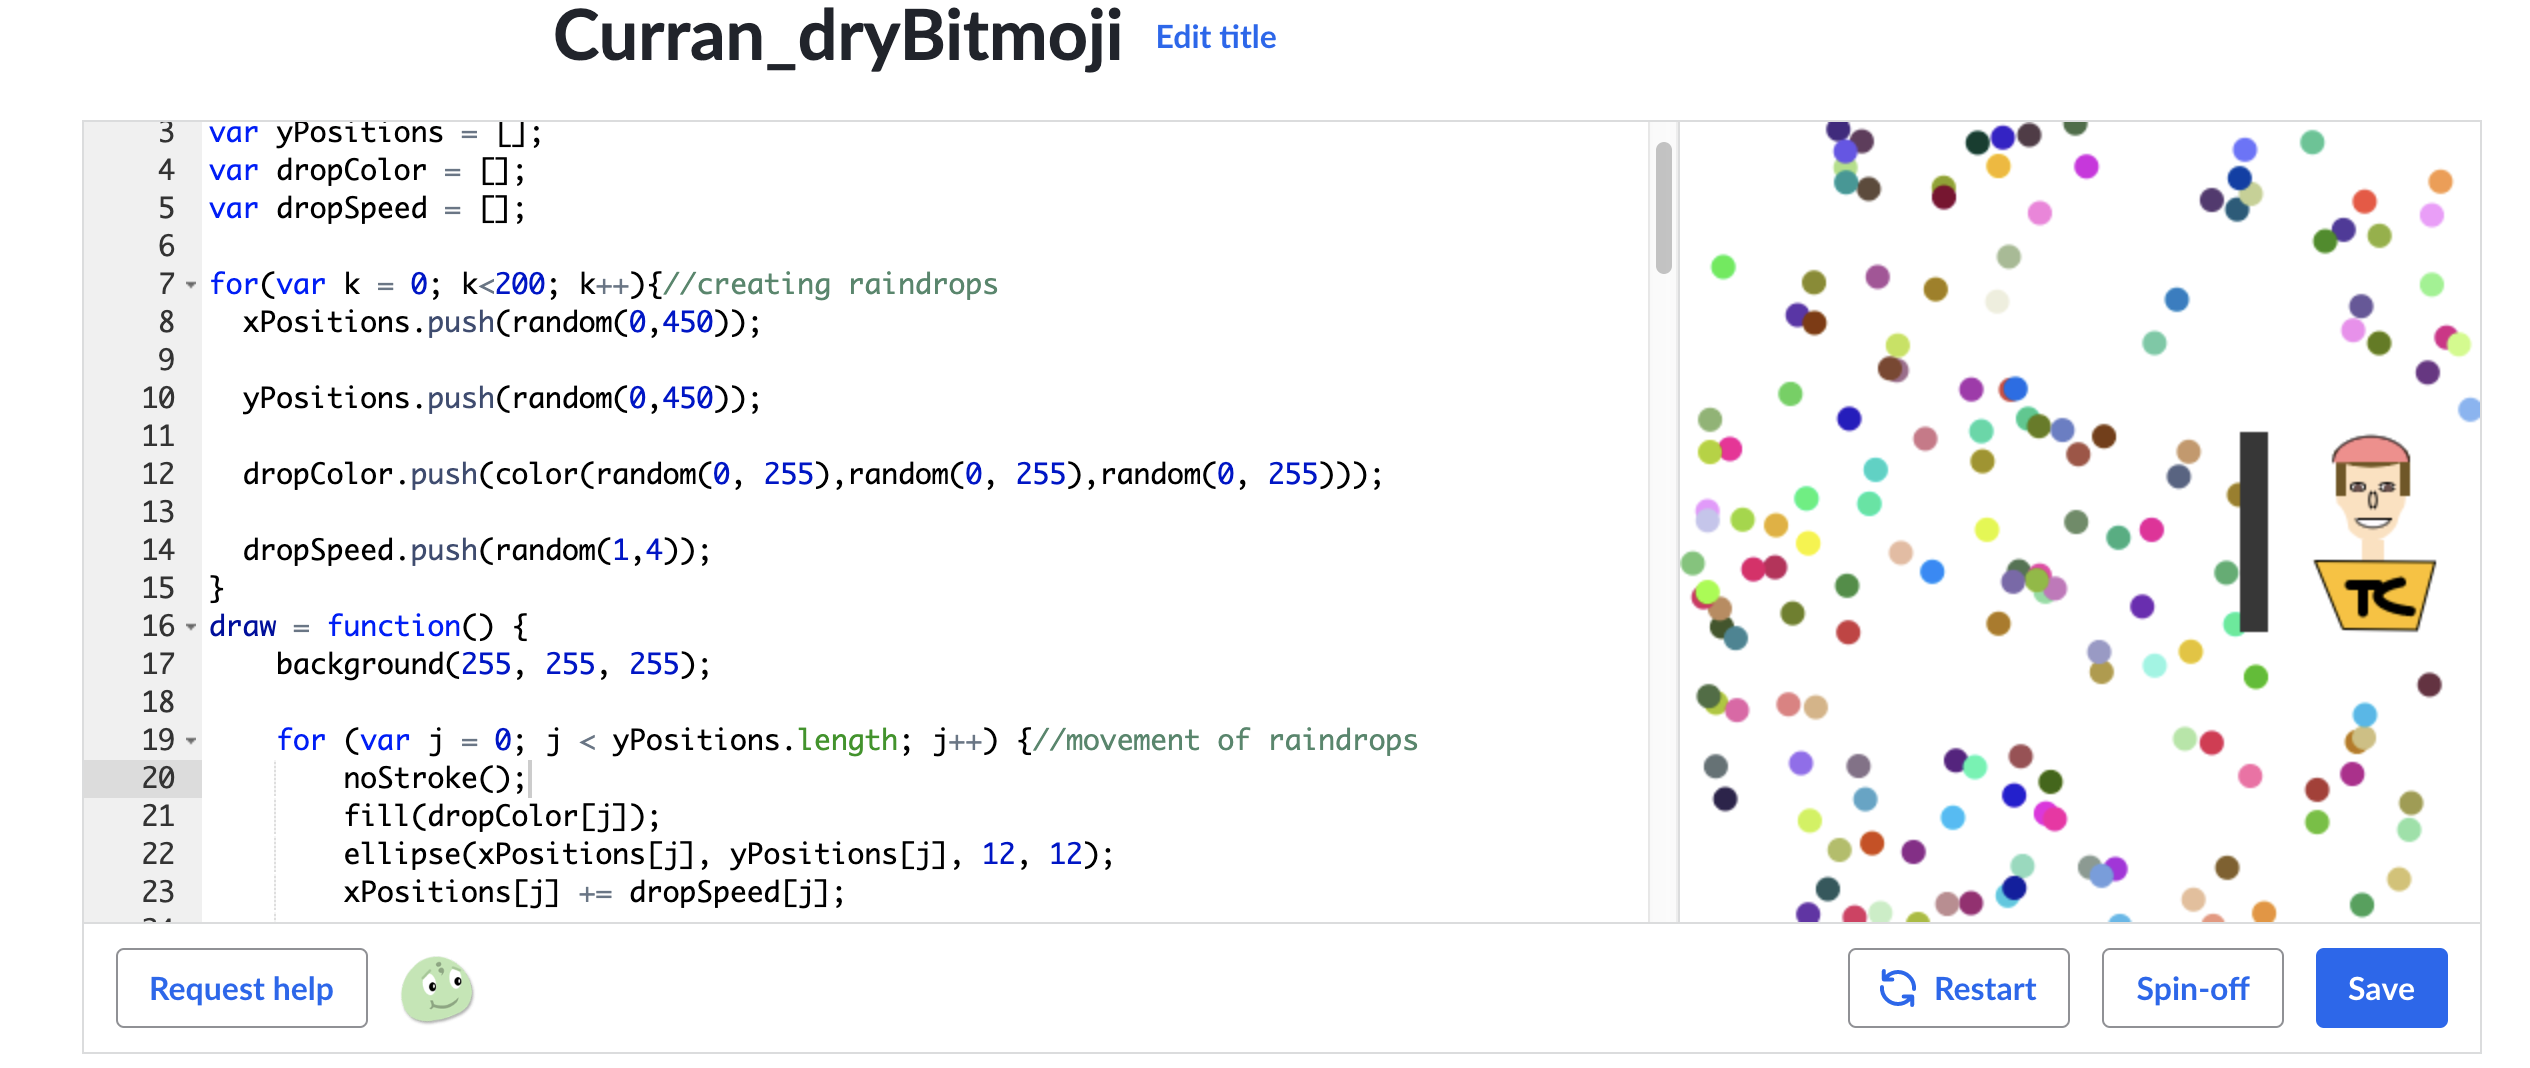 Curran_dryBitmoji Edit title
3 var yPositions = [];
4 var dropColor = [];
5 var dropSpeed = [];
6
7 for(var k = 0; k<200; k++){//creating raindrops
8   xPositions.push(random(0,450));
9
10   yPositions.push(random(0,450));
11
12   dropColor.push(color(random(0, 255),random(0, 255),random(0, 255)));
13
14   dropSpeed.push(random(1,4));
15 }
16 draw = function() {
17     background(255, 255, 255);
18
19     for (var j = 0; j < yPositions.length; j++) {//movement of raindrops
20         noStroke();
21         fill(dropColor[j]);
22         ellipse(xPositions[j], yPositions[j], 12, 12);
23         xPositions[j] += dropSpeed[j];
TC
Request help
Restart
Spin-off
Save